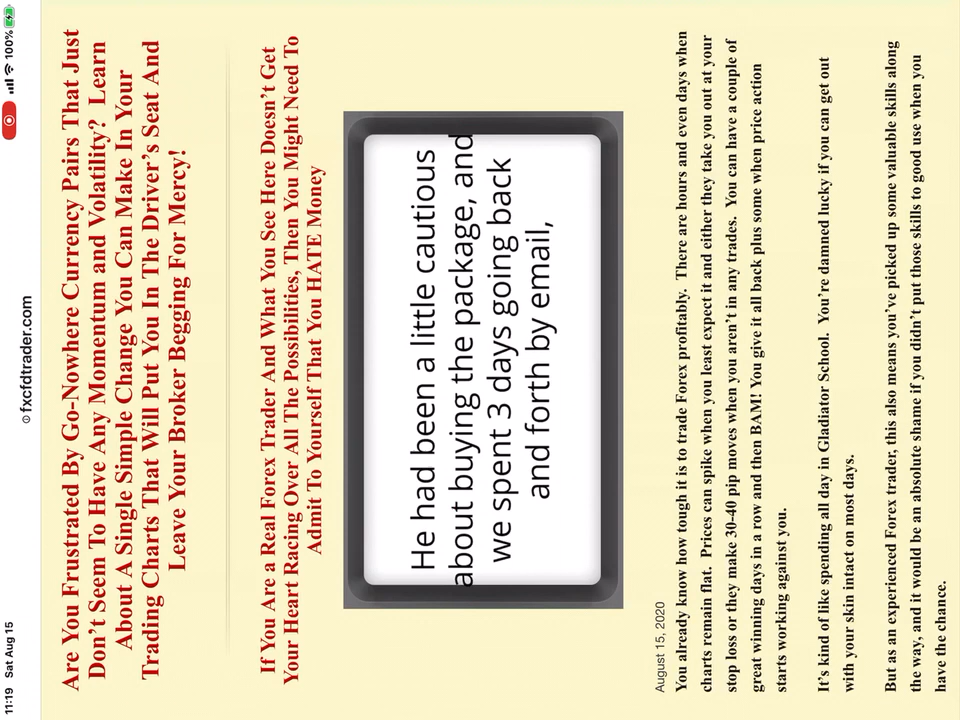 11:19 Sat Aug 15
fxcfdtrader.com
100%
Are You Frustrated By Go-Nowhere Currency Pairs That Just
Don't Seem To Have Any Momentum and Volatility? Learn
About A Single Simple Change You Can Make In Your
Trading Charts That Will Put You In The Driver's Seat And
Leave Your Broker Begging For Mercy!
If You Are a Real Forex Trader And What You See Here Doesn't Get
Your Heart Racing Over All The Possibilities, Then You Might Need To
Admit To Yourself That You HATE Money
He had been a little cautious
about buying the package, and
we spent 3 days going back
and forth by email,
August 15, 2020
You already know how tough it is to trade Forex profitably. There are hours and even days when
charts remain flat. Prices can spike when you least expect it and either they take you out at your
stop loss or they make 30-40 pip moves when you aren't in any trades. You can have a couple of
great winning days in a row and then BAM! You give it all back plus some when price action
starts working against you.
It's kind of like spending all day in Gladiator School. You're damned lucky if you can get out
with your skin intact on most days.
But as an experienced Forex trader, this also means you've picked up some valuable skills along
the way, and it would be an absolute shame if you didn't put those skills to good use when you
have the chance.